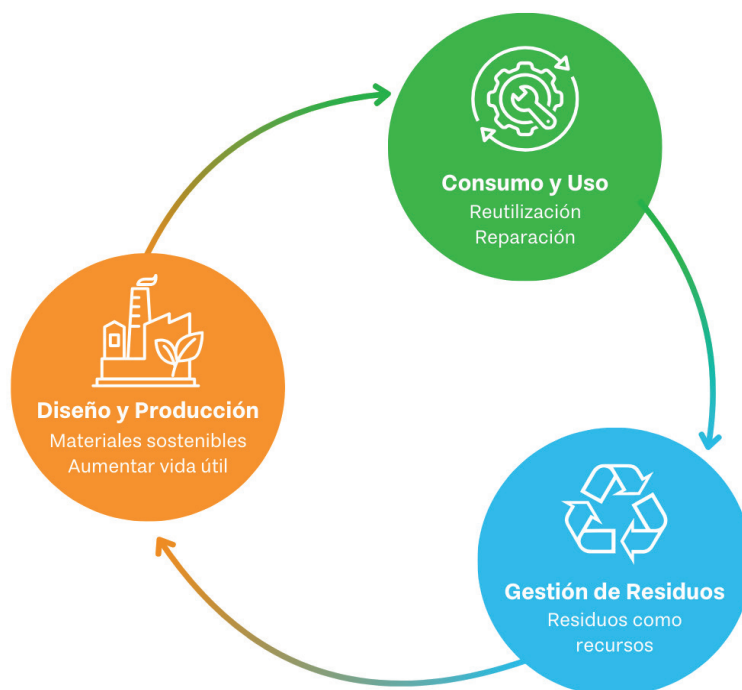 Consumo y Uso
Reutilización
Reparación
Diseño y Producción
Materiales sostenibles
Aumentar vida útil
Gestión de Residuos
Residuos como
recursos